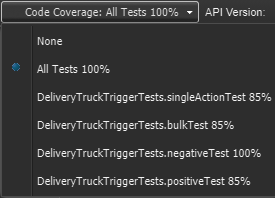 Code Coverage: All Tests 100% API Version:
None
All Tests 100%
DeliveryTruckTriggerTests.singleActionTest 85%
DeliveryTruckTriggerTests.bulkTest 85%
DeliveryTruckTriggerTests.negativeTest 100%
DeliveryTruckTriggerTests.positiveTest 85%